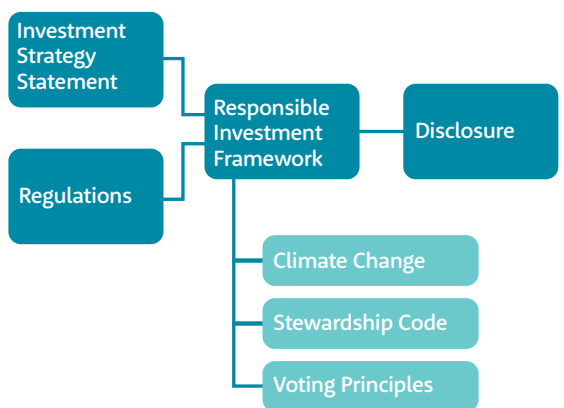 Investment
Strategy
Statement
Regulations
Responsible
Investment
Framework
Disclosure
Climate Change
Stewardship Code
Voting Principles